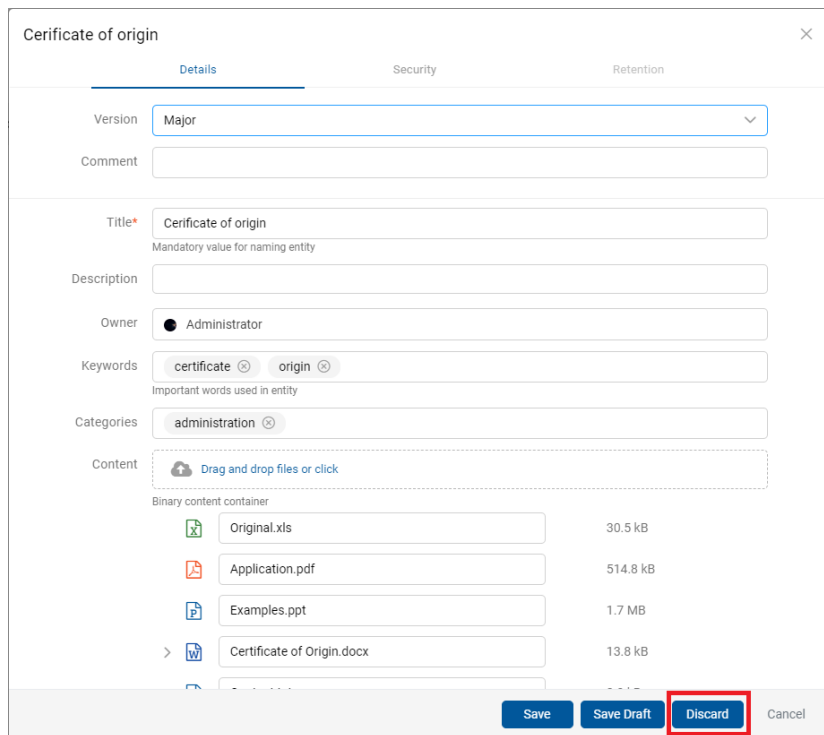 Cerificate of origin
Details Security Retention
Version Major
Comment
Title* Cerificate of origin
Mandatory value for naming entity
Description
Owner Administrator
Keywords certificate origin
Important words used in entity
Categories administration
Content Drag and drop files or click
Binary content container
Original.xls 30.5 kB
Application.pdf 514.8 kB
Examples.ppt 1.7 MB
Certificate of Origin.docx 13.8 kB
Save Save Draft Discard Cancel